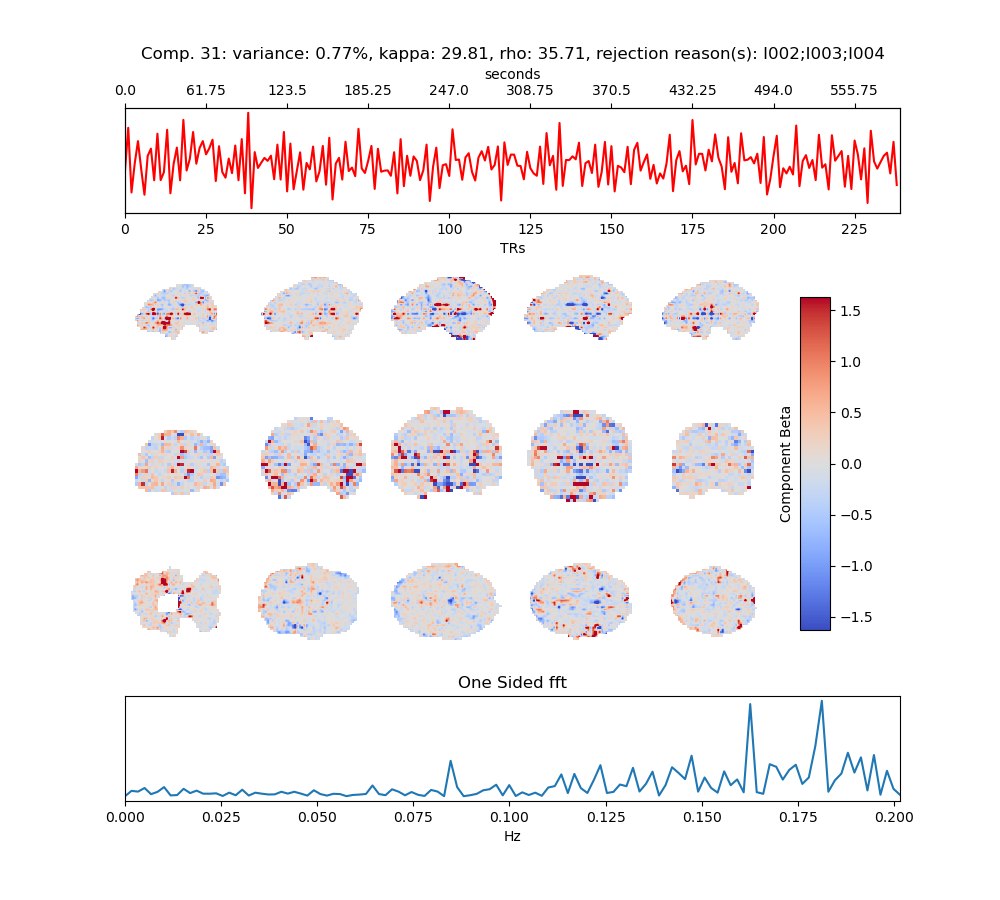 Comp. 31: variance: 0.77%, kappa: 29.81, rho: 35.71, rejection reason(s): I002;I003;I004
seconds
0.0 61.75 123.5 185.25 247.0 308.75 370.5 432.25 494.0 555.75
0 25 50 75 100 125 150 175 200 225
TRs
1.5
1.0
0.5
0.0
−0.5
−1.0
−1.5
Component Beta
One Sided fft
0.000 0.025 0.050 0.075 0.100 0.125 0.150 0.175 0.200
Hz